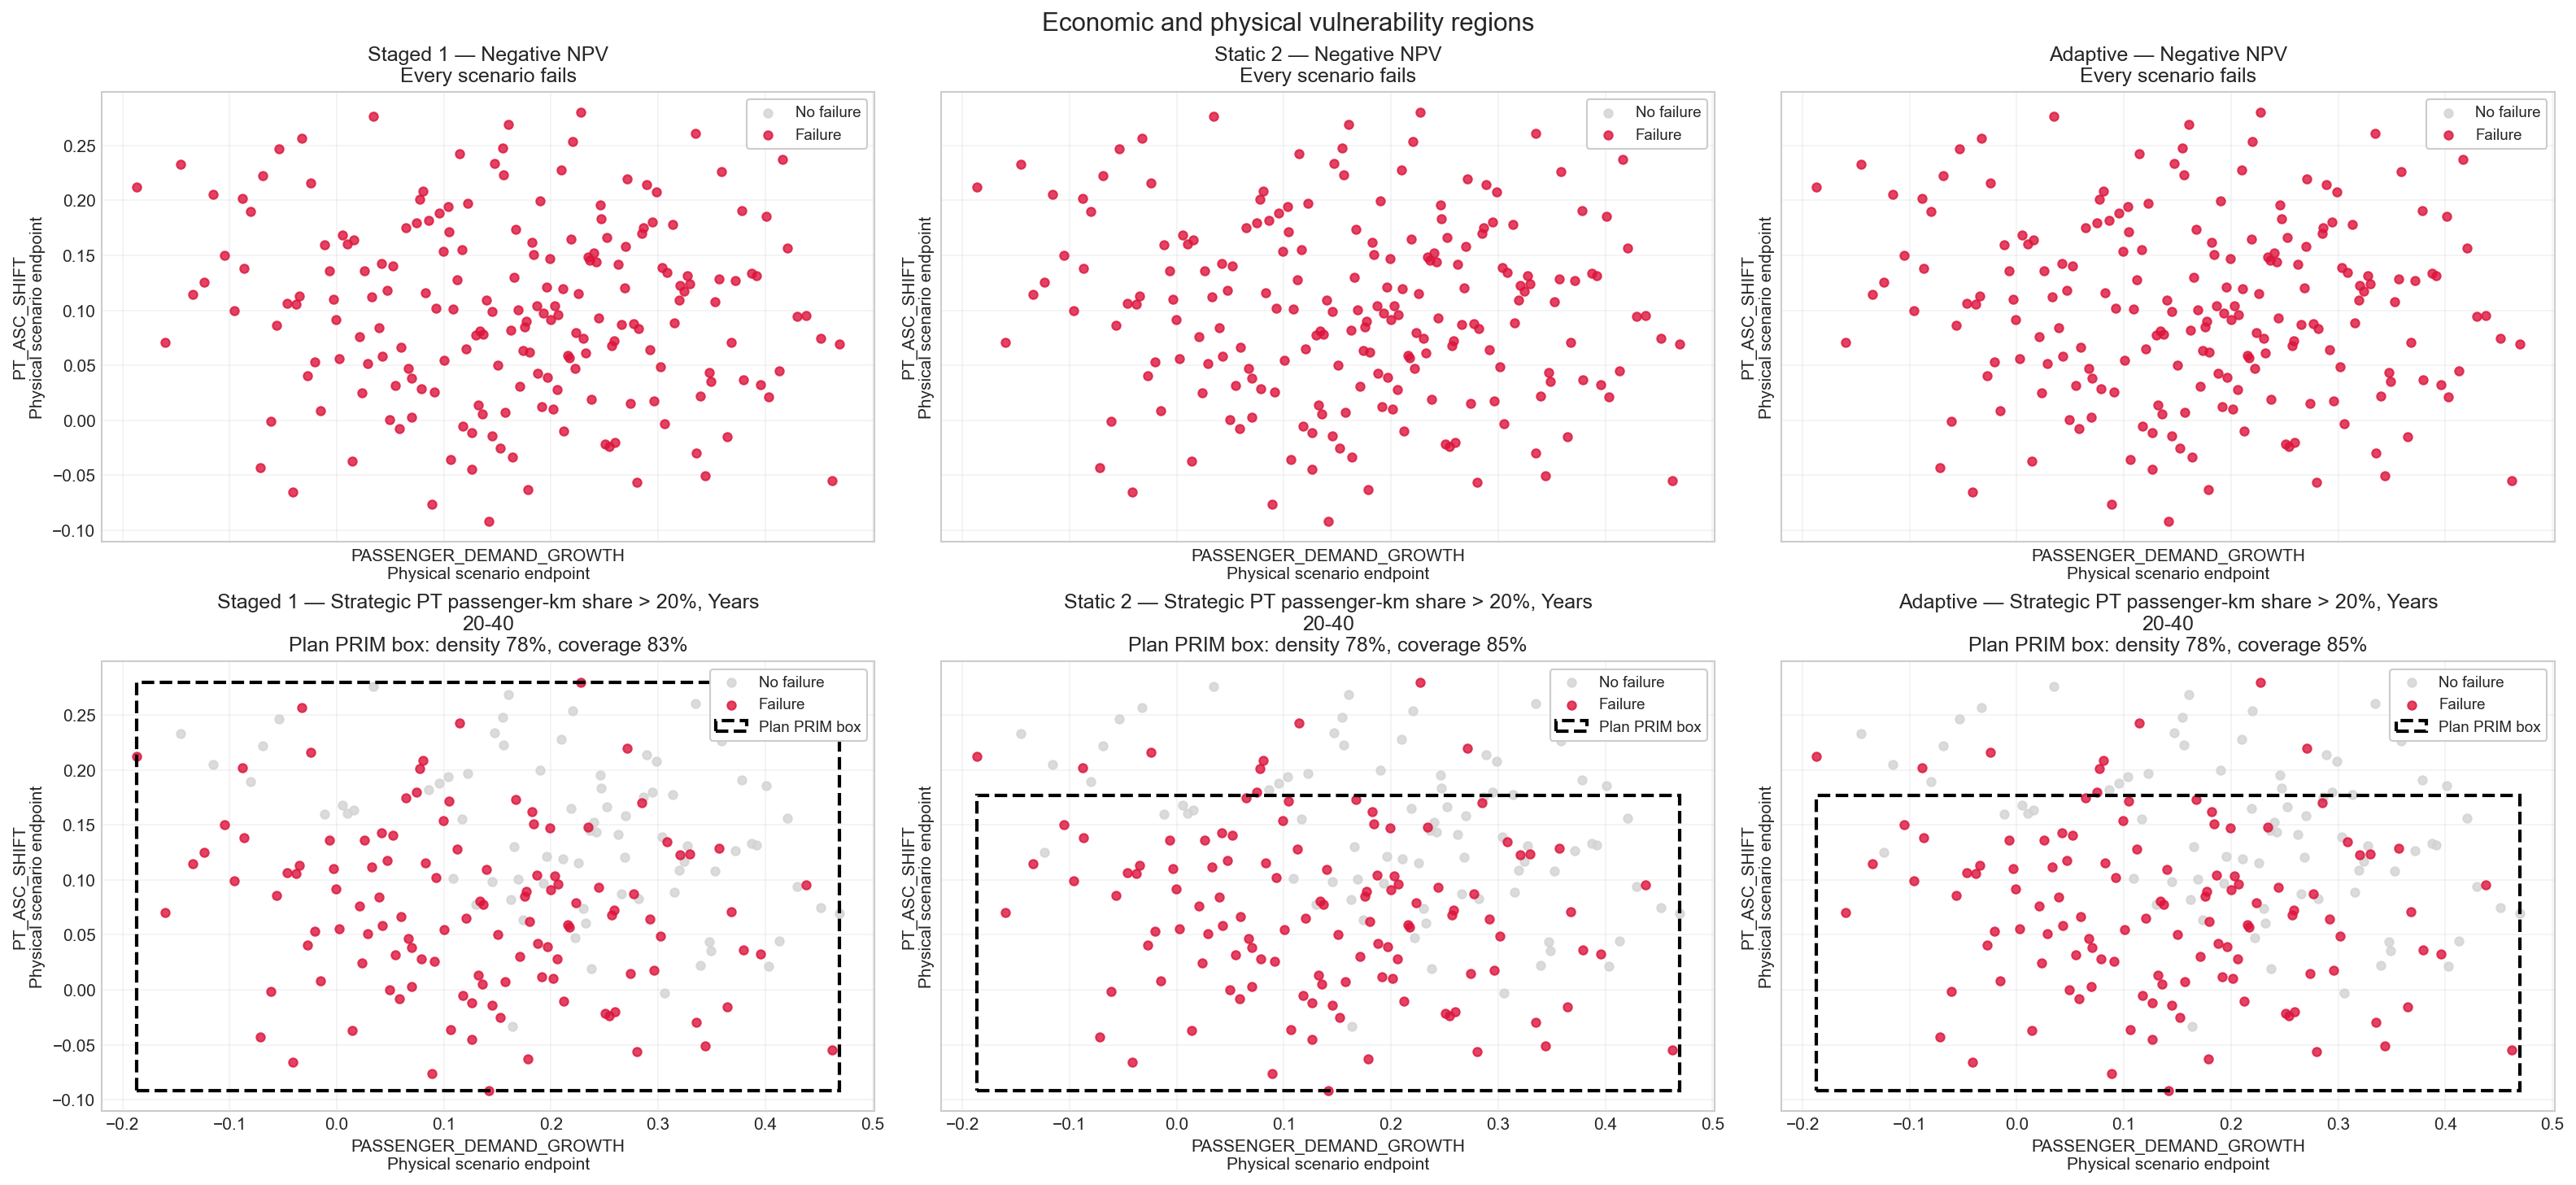 Economic and physical vulnerability regions
Staged 1 — Negative NPV
Every scenario fails
Static 2 — Negative NPV
Every scenario fails
Adaptive — Negative NPV
Every scenario fails
No failure
Failure
No failure
Failure
No failure
Failure
0.25
0.20
0.15
0.10
0.05
0.00
−0.05
−0.10
PT_ASC_SHIFT
Physical scenario endpoint
PT_ASC_SHIFT
Physical scenario endpoint
PT_ASC_SHIFT
Physical scenario endpoint
PASSENGER_DEMAND_GROWTH
Physical scenario endpoint
PASSENGER_DEMAND_GROWTH
Physical scenario endpoint
PASSENGER_DEMAND_GROWTH
Physical scenario endpoint
Staged 1 — Strategic PT passenger-km share > 20%, Years
20-40
Plan PRIM box: density 78%, coverage 83%
Static 2 — Strategic PT passenger-km share > 20%, Years
20-40
Plan PRIM box: density 78%, coverage 85%
Adaptive — Strategic PT passenger-km share > 20%, Years
20-40
Plan PRIM box: density 78%, coverage 85%
No failure
Failure
Plan PRIM box
No failure
Failure
Plan PRIM box
No failure
Failure
Plan PRIM box
0.25
0.20
0.15
0.10
0.05
0.00
−0.05
−0.10
PT_ASC_SHIFT
Physical scenario endpoint
PT_ASC_SHIFT
Physical scenario endpoint
PT_ASC_SHIFT
Physical scenario endpoint
−0.2 −0.1 0.0 0.1 0.2 0.3 0.4 0.5
−0.2 −0.1 0.0 0.1 0.2 0.3 0.4 0.5
−0.2 −0.1 0.0 0.1 0.2 0.3 0.4 0.5
PASSENGER_DEMAND_GROWTH
Physical scenario endpoint
PASSENGER_DEMAND_GROWTH
Physical scenario endpoint
PASSENGER_DEMAND_GROWTH
Physical scenario endpoint